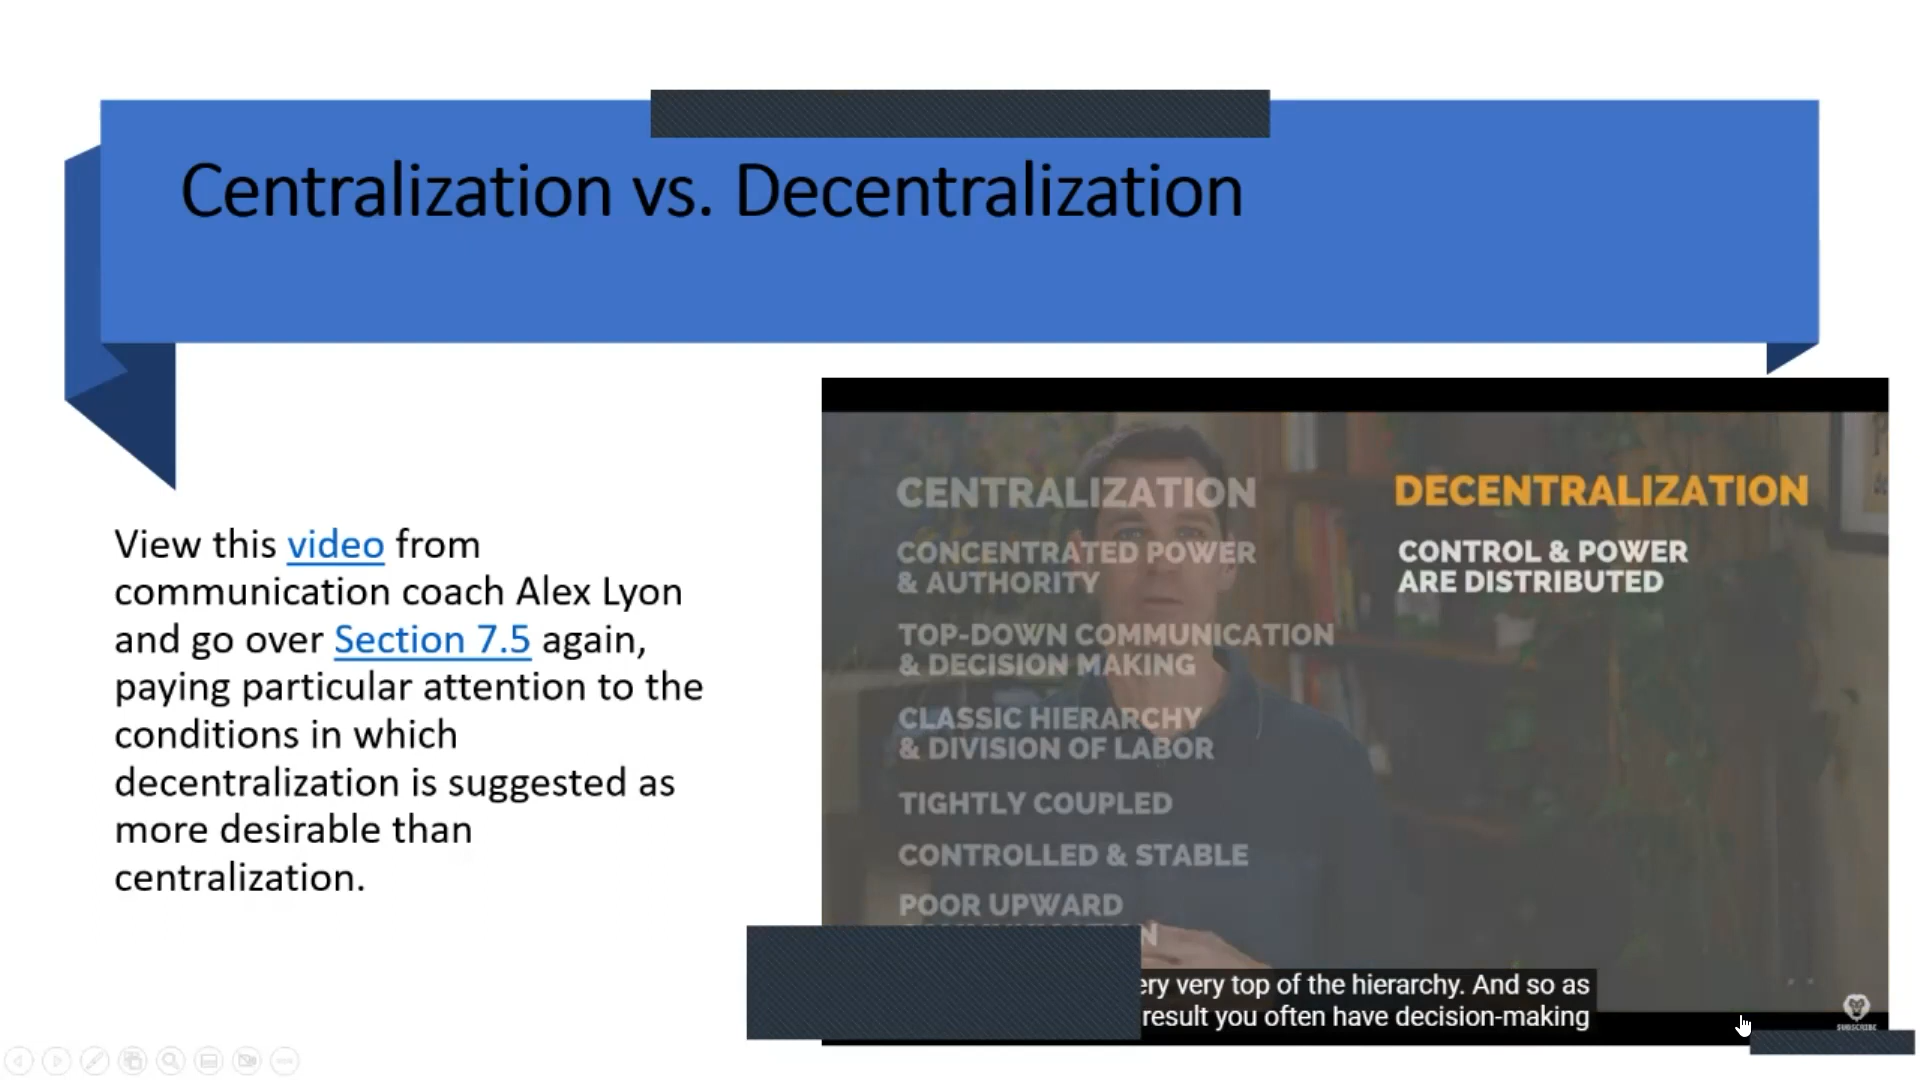 Centralization vs. Decentralization
View this video from
communication coach Alex Lyon
and go over Section 7.5 again,
paying particular attention to the
conditions in which
decentralization is suggested as
more desirable than
centralization.
CENTRALIZATION
CONCENTRATED POWER
& AUTHORITY
TOP-DOWN COMMUNICATION
& DECISION MAKING
CLASSIC HIERARCHY
& DIVISION OF LABOR
TIGHTLY COUPLED
CONTROLLED & STABLE
POOR UPWARD
DECENTRALIZATION
CONTROL & POWER
ARE DISTRIBUTED
very top of the hierarchy. And so as
result you often have decision-making
SUBSCRIBE